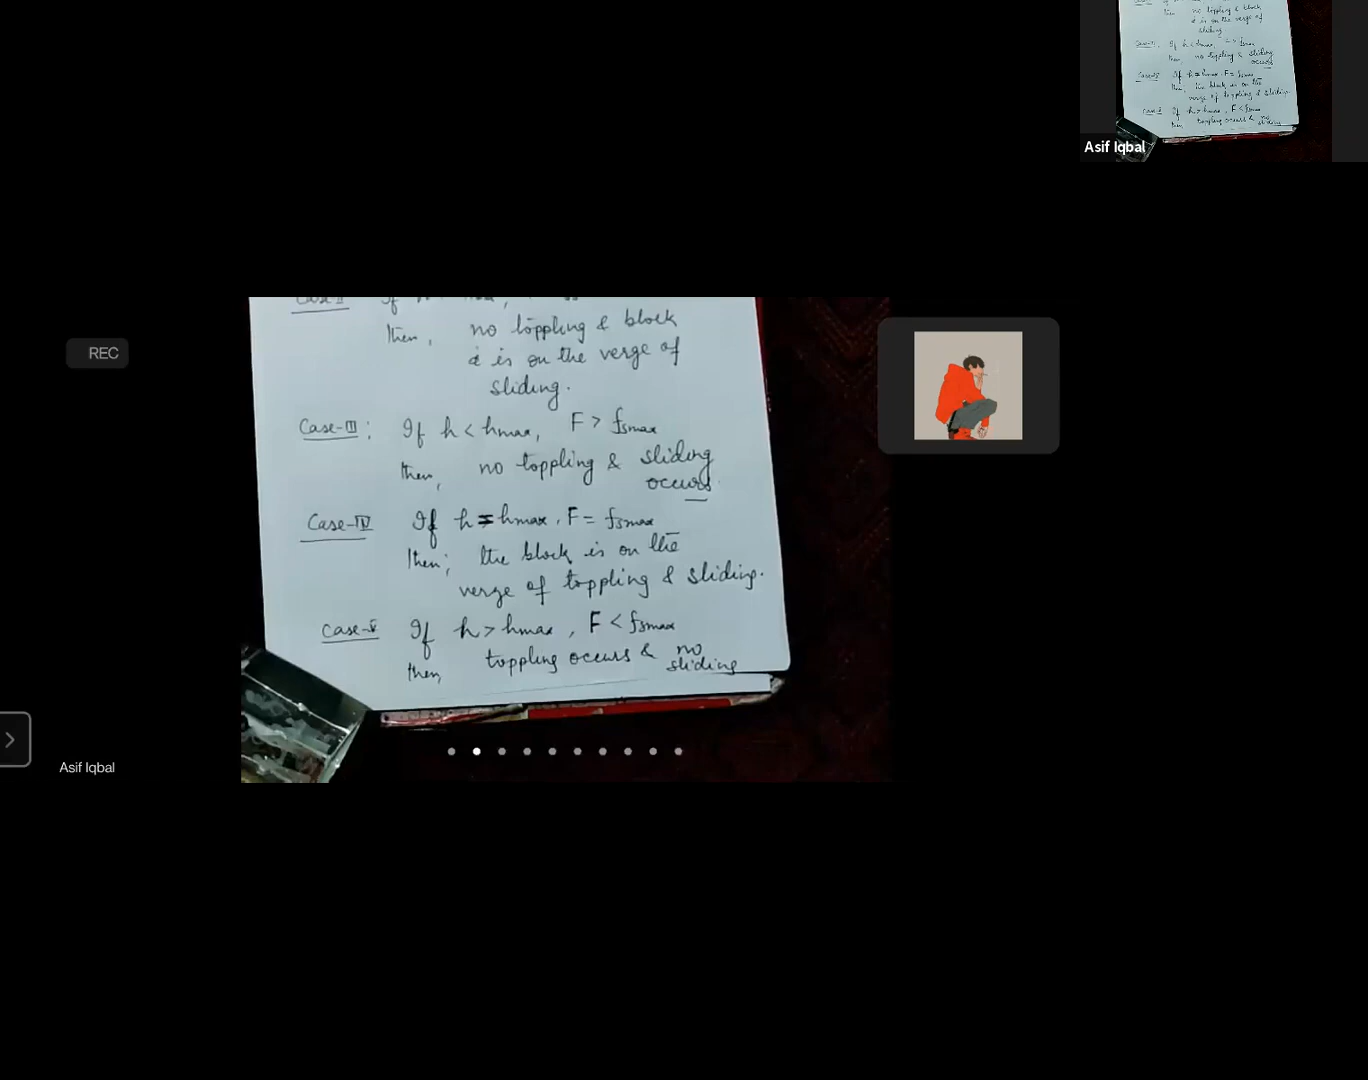 no toppling & block
then,
is on the verge of
sliding.
Case-III: If h < hmax, F > fsmax
then, no toppling & sliding
occurs.
Case-IV If h = hmax, F = fsmax
then; the block is on the
verge of toppling & sliding.
Case-V If h > hmax, F < fsmax
then, toppling occurs & no
sliding
REC
Asif Iqbal
Asif Iqbal